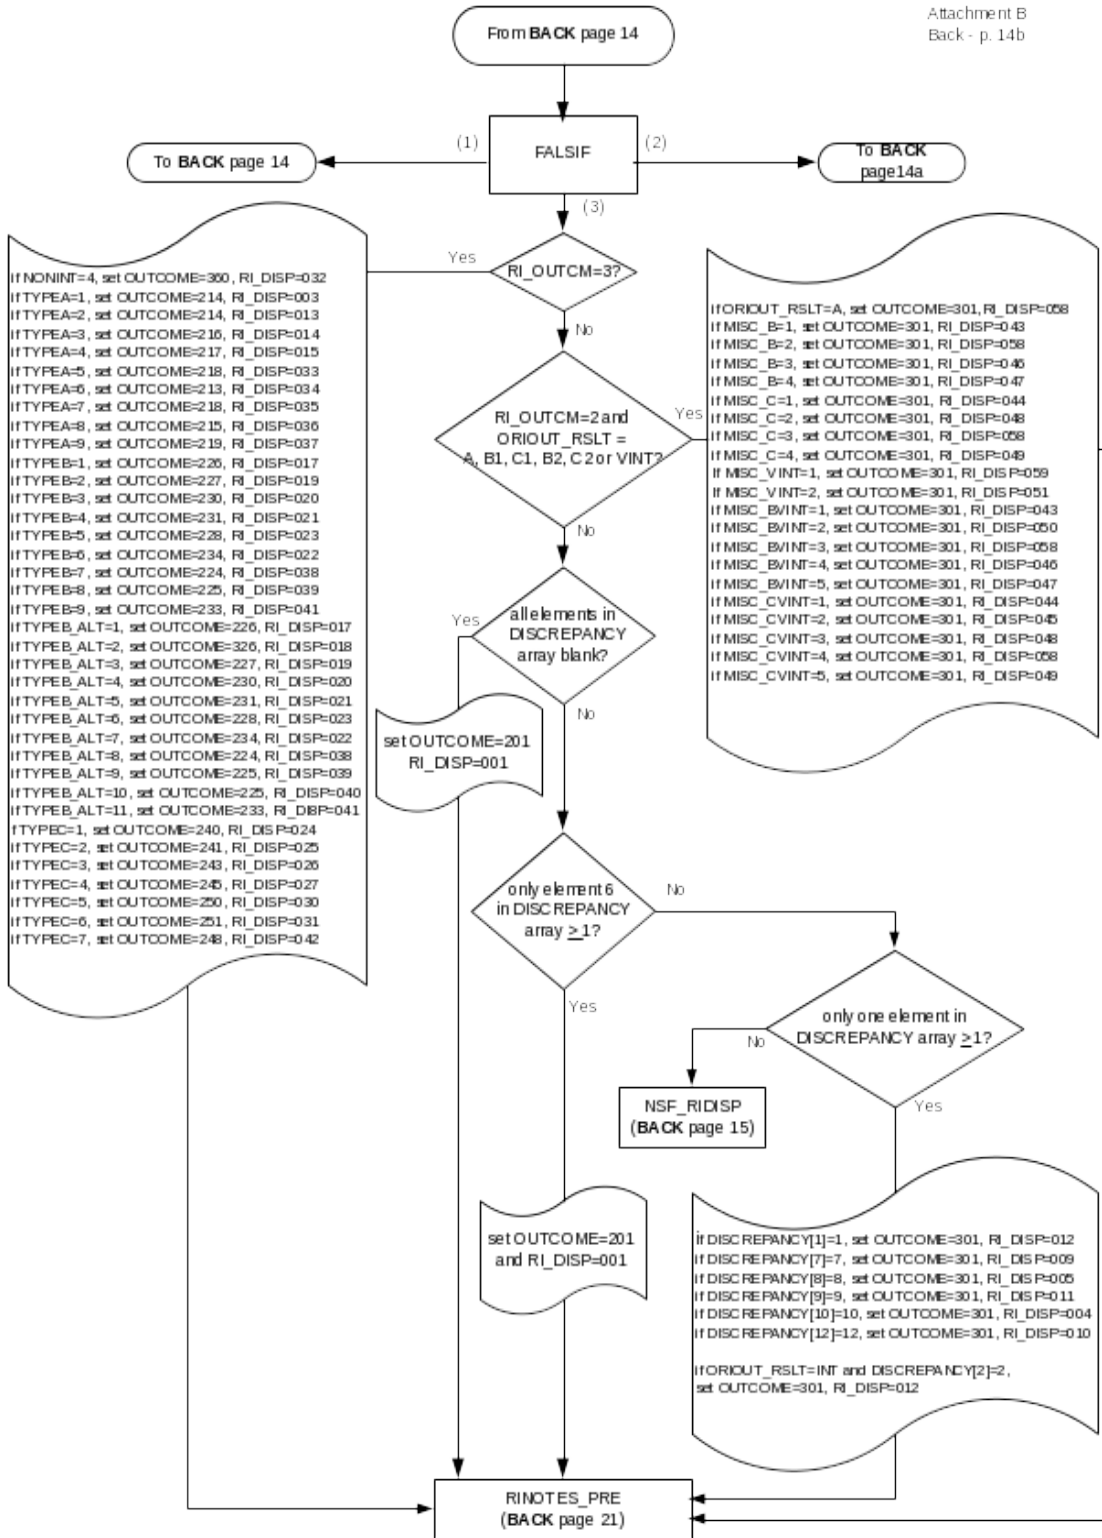 Attachment B
Back - p. 14b
From BACK page 14
(1)
FALSIF
(2)
To BACK page 14
To BACK
page14a
(3)
Yes
RI_OUTCM=3?
No
if NONINT=4, set OUTCOME=360, RI_DISP=032
if TYPEA=1, set OUTCOME=214, RI_DISP=003
if TYPEA=2, set OUTCOME=214, RI_DISP=013
if TYPEA=3, set OUTCOME=216, RI_DISP=014
if TYPEA=4, set OUTCOME=217, RI_DISP=015
if TYPEA=5, set OUTCOME=218, RI_DISP=033
if TYPEA=6, set OUTCOME=213, RI_DISP=034
if TYPEA=7, set OUTCOME=218, RI_DISP=035
if TYPEA=8, set OUTCOME=215, RI_DISP=036
if TYPEA=9, set OUTCOME=219, RI_DISP=037
if TYPEB=1, set OUTCOME=226, RI_DISP=017
if TYPEB=2, set OUTCOME=227, RI_DISP=019
if TYPEB=3, set OUTCOME=230, RI_DISP=020
if TYPEB=4, set OUTCOME=231, RI_DISP=021
if TYPEB=5, set OUTCOME=228, RI_DISP=023
if TYPEB=6, set OUTCOME=234, RI_DISP=022
if TYPEB=7, set OUTCOME=224, RI_DISP=038
if TYPEB=8, set OUTCOME=225, RI_DISP=039
if TYPEB=9, set OUTCOME=233, RI_DISP=041
if TYPEB_ALT=1, set OUTCOME=226, RI_DISP=017
if TYPEB_ALT=2, set OUTCOME=326, RI_DISP=018
if TYPEB_ALT=3, set OUTCOME=227, RI_DISP=019
if TYPEB_ALT=4, set OUTCOME=230, RI_DISP=020
if TYPEB_ALT=5, set OUTCOME=231, RI_DISP=021
if TYPEB_ALT=6, set OUTCOME=228, RI_DISP=023
if TYPEB_ALT=7, set OUTCOME=234, RI_DISP=022
if TYPEB_ALT=8, set OUTCOME=224, RI_DISP=038
if TYPEB_ALT=9, set OUTCOME=225, RI_DISP=039
if TYPEB_ALT=10, set OUTCOME=225, RI_DISP=040
if TYPEB_ALT=11, set OUTCOME=233, RI_DISP=041
if TYPEC=1, set OUTCOME=240, RI_DISP=024
if TYPEC=2, set OUTCOME=241, RI_DISP=025
if TYPEC=3, set OUTCOME=243, RI_DISP=026
if TYPEC=4, set OUTCOME=245, RI_DISP=027
if TYPEC=5, set OUTCOME=250, RI_DISP=030
if TYPEC=6, set OUTCOME=251, RI_DISP=031
if TYPEC=7, set OUTCOME=248, RI_DISP=042
RI_OUTCM=2 and
ORIOUT_RSLT =
A, B1, C1, B2, C2 or VINT?
Yes
No
if ORIOUT_RSLT=A, set OUTCOME=301, RI_DISP=058
if MISC_B=1, set OUTCOME=301, RI_DISP=043
if MISC_B=2, set OUTCOME=301, RI_DISP=058
if MISC_B=3, set OUTCOME=301, RI_DISP=046
if MISC_B=4, set OUTCOME=301, RI_DISP=047
if MISC_C=1, set OUTCOME=301, RI_DISP=044
if MISC_C=2, set OUTCOME=301, RI_DISP=048
if MISC_C=3, set OUTCOME=301, RI_DISP=058
if MISC_C=4, set OUTCOME=301, RI_DISP=049
If MISC_VINT=1, set OUTCOME=301, RI_DISP=059
If MISC_VINT=2, set OUTCOME=301, RI_DISP=051
if MISC_BVINT=1, set OUTCOME=301, RI_DISP=043
if MISC_BVINT=2, set OUTCOME=301, RI_DISP=050
if MISC_BVINT=3, set OUTCOME=301, RI_DISP=058
if MISC_BVINT=4, set OUTCOME=301, RI_DISP=046
if MISC_BVINT=5, set OUTCOME=301, RI_DISP=047
if MISC_CVINT=1, set OUTCOME=301, RI_DISP=044
if MISC_CVINT=2, set OUTCOME=301, RI_DISP=045
if MISC_CVINT=3, set OUTCOME=301, RI_DISP=048
if MISC_CVINT=4, set OUTCOME=301, RI_DISP=058
if MISC_CVINT=5, set OUTCOME=301, RI_DISP=049
Yes
all elements in
DISCREPANCY
array blank?
No
set OUTCOME=201
RI_DISP=001
only element 6
in DISCREPANCY
array >1?
No
Yes
only one element in
DISCREPANCY array >1?
No
Yes
NSF_RIDISP
(BACK page 15)
set OUTCOME=201
and RI_DISP=001
if DISCREPANCY[1]=1, set OUTCOME=301, RI_DISP=012
if DISCREPANCY[7]=7, set OUTCOME=301, RI_DISP=009
if DISCREPANCY[8]=8, set OUTCOME=301, RI_DISP=005
if DISCREPANCY[9]=9, set OUTCOME=301, RI_DISP=011
if DISCREPANCY[10]=10, set OUTCOME=301, RI_DISP=004
if DISCREPANCY[12]=12, set OUTCOME=301, RI_DISP=010
if ORIOUT_RSLT=INT and DISCREPANCY[2]=2,
set OUTCOME=301, RI_DISP=012
RINOTES_PRE
(BACK page 21)